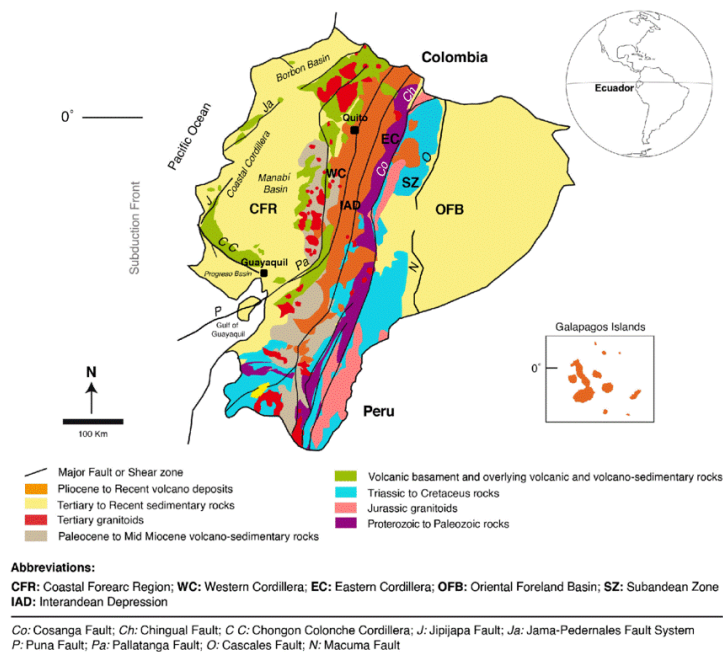 Colombia
Borbon Basin
Ecuador
0°
Ja
Ch
Quito
Pacific Ocean
Coastal Cordillera
EC
O
Co
Manabí
Basin
WC
SZ
J
CFR
IAD
OFB
Subduction Front
C C
Guayaquil
Pa
N
Progreso Basin
P
Gulf of
Guayaquil
Galapagos Islands
0°
N
100 Km
Peru
Major Fault or Shear zone
Pliocene to Recent volcano deposits
Tertiary to Recent sedimentary rocks
Tertiary granitoids
Paleocene to Mid Miocene volcano-sedimentary rocks
Volcanic basament and overlying volcanic and volcano-sedimentary rocks
Triassic to Cretaceus rocks
Jurassic granitoids
Proterozoic to Paleozoic rocks
Abbreviations:
CFR: Coastal Forearc Region; WC: Western Cordillera; EC: Eastern Cordillera; OFB: Oriental Foreland Basin; SZ: Subandean Zone
IAD: Interandean Depression
Co: Cosanga Fault; Ch: Chingual Fault; C C: Chongon Colonche Cordillera; J: Jipijapa Fault; Ja: Jama-Pedernales Fault System
P: Puna Fault; Pa: Pallatanga Fault; O: Cascales Fault; N: Macuma Fault